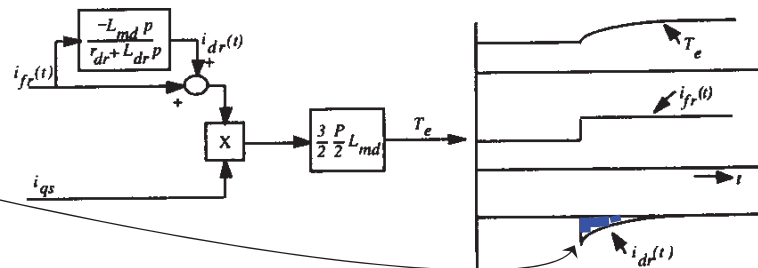 -L_md p
r_dr + L_dr p
i_dr(t)
+
i_fr(t)
+
X
3/2 P/2 L_md
T_e
i_qs
T_e
i_fr(t)
t
i_dr(t)